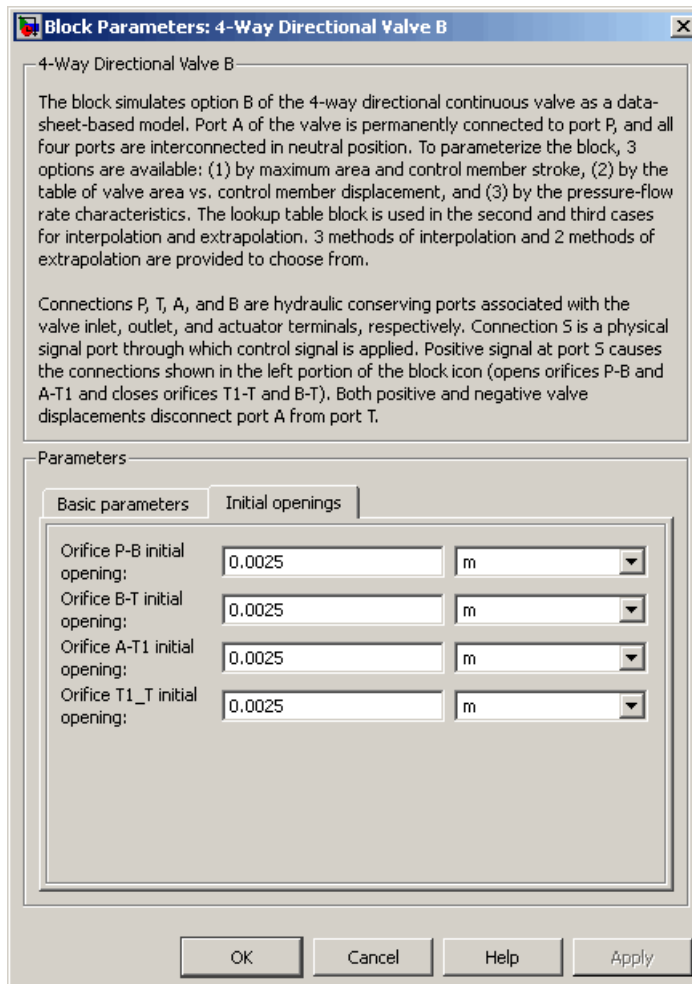 Block Parameters: 4-Way Directional Valve B
4-Way Directional Valve B
The block simulates option B of the 4-way directional continuous valve as a data-
sheet-based model. Port A of the valve is permanently connected to port P, and all
four ports are interconnected in neutral position. To parameterize the block, 3
options are available: (1) by maximum area and control member stroke, (2) by the
table of valve area vs. control member displacement, and (3) by the pressure-flow
rate characteristics. The lookup table block is used in the second and third cases
for interpolation and extrapolation. 3 methods of interpolation and 2 methods of
extrapolation are provided to choose from.
Connections P, T, A, and B are hydraulic conserving ports associated with the
valve inlet, outlet, and actuator terminals, respectively. Connection S is a physical
signal port through which control signal is applied. Positive signal at port S causes
the connections shown in the left portion of the block icon (opens orifices P-B and
A-T1 and closes orifices T1-T and B-T). Both positive and negative valve
displacements disconnect port A from port T.
Parameters
Basic parameters Initial openings
Orifice P-B initial
opening:
0.0025 m
Orifice B-T initial
opening:
0.0025 m
Orifice A-T1 initial
opening:
0.0025 m
Orifice T1_T initial
opening:
0.0025 m
OK Cancel Help Apply